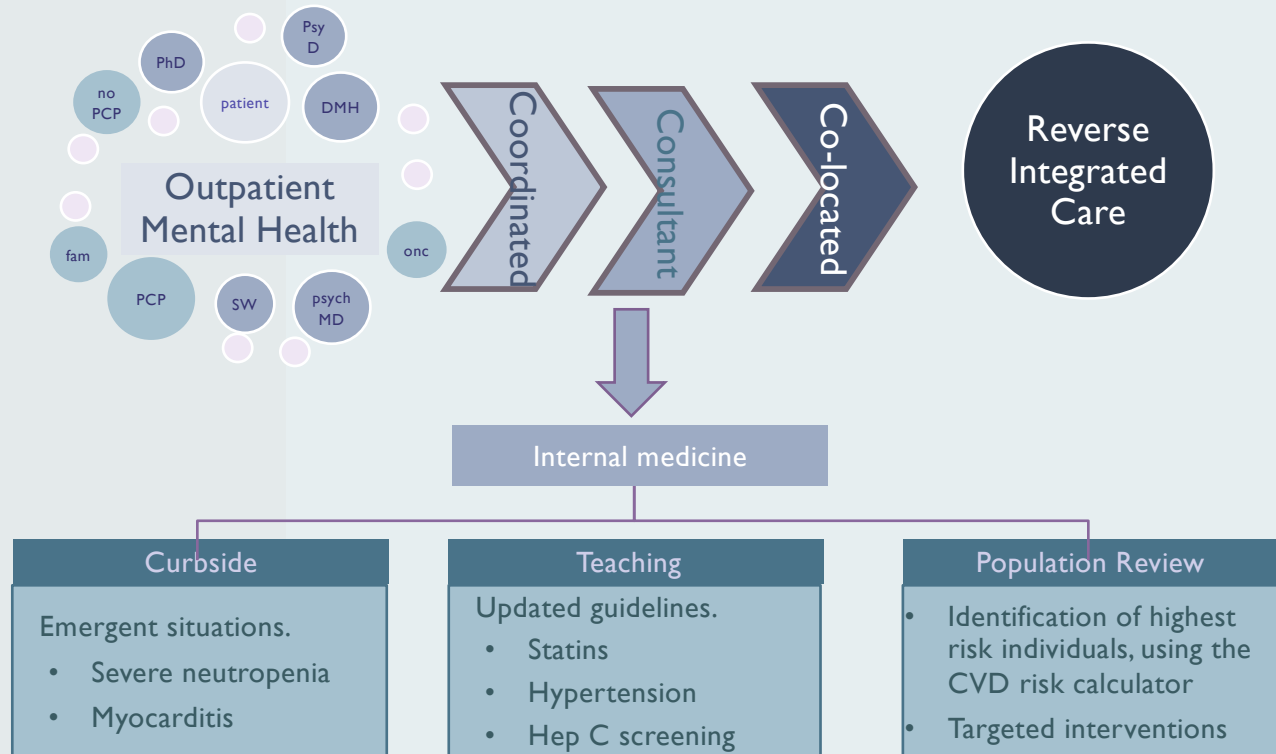 Psy
D
PhD
no
PCP
patient
DMH
Outpatient
Mental Health
fam
onc
PCP
SW
psych
MD
Coordinated
Consultant
Co-located
Reverse
Integrated
Care
Internal medicine
Curbside
Emergent situations.
• Severe neutropenia
• Myocarditis
Teaching
Updated guidelines.
• Statins
• Hypertension
• Hep C screening
Population Review
• Identification of highest
risk individuals, using the
CVD risk calculator
• Targeted interventions